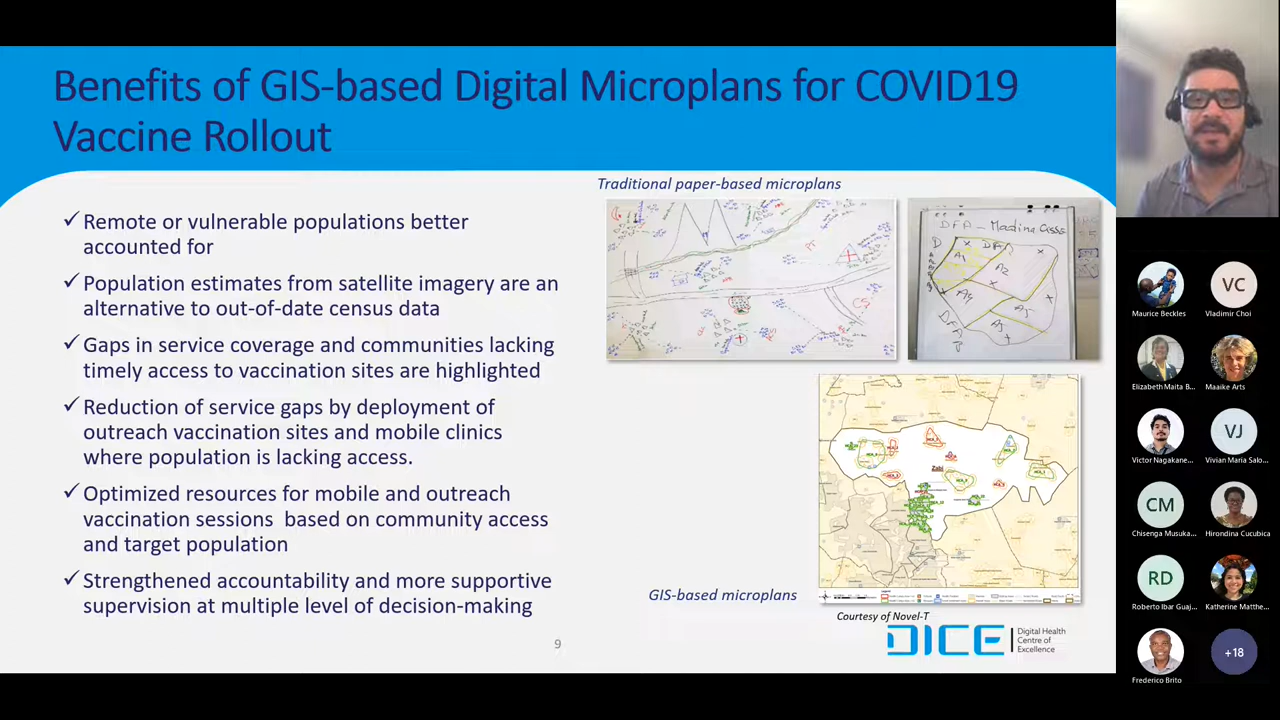 Benefits of GIS-based Digital Microplans for COVID19
Vaccine Rollout
✓ Remote or vulnerable populations better
accounted for
✓ Population estimates from satellite imagery are an
alternative to out-of-date census data
✓ Gaps in service coverage and communities lacking
timely access to vaccination sites are highlighted
✓ Reduction of service gaps by deployment of
outreach vaccination sites and mobile clinics
where population is lacking access.
✓ Optimized resources for mobile and outreach
vaccination sessions based on community access
and target population
✓ Strengthened accountability and more supportive
supervision at multiple level of decision-making
Traditional paper-based microplans
DFA - Madina Cisse
A2
GIS-based microplans
Courtesy of Novel-T
9
DICE
Digital Health
Centre of
Excellence
Maurice Beckles
VC
Vladimir Choi
Elizabeth Maita B...
Maaike Arts
Victor Nagakane...
VJ
Vivian Maria Salo...
CM
Chisenga Musuka...
Hirondina Cucubica
RD
Roberto Ibar Guaj...
Katherine Matthe...
Frederico Brito
+18